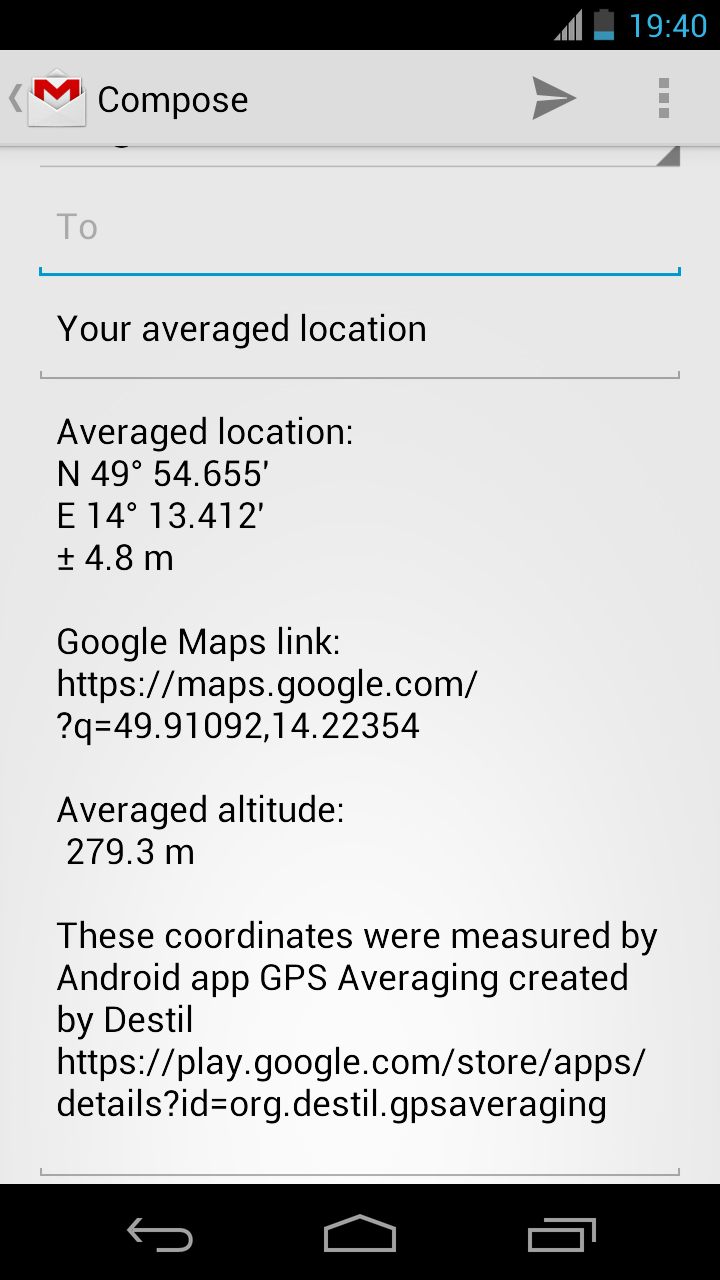 19:40
Compose
To
Your averaged location
Averaged location:
N 49° 54.655'
E 14° 13.412'
± 4.8 m
Google Maps link:
https://maps.google.com/
?q=49.91092,14.22354
Averaged altitude:
279.3 m
These coordinates were measured by
Android app GPS Averaging created
by Destil
https://play.google.com/store/apps/
details?id=org.destil.gpsaveraging